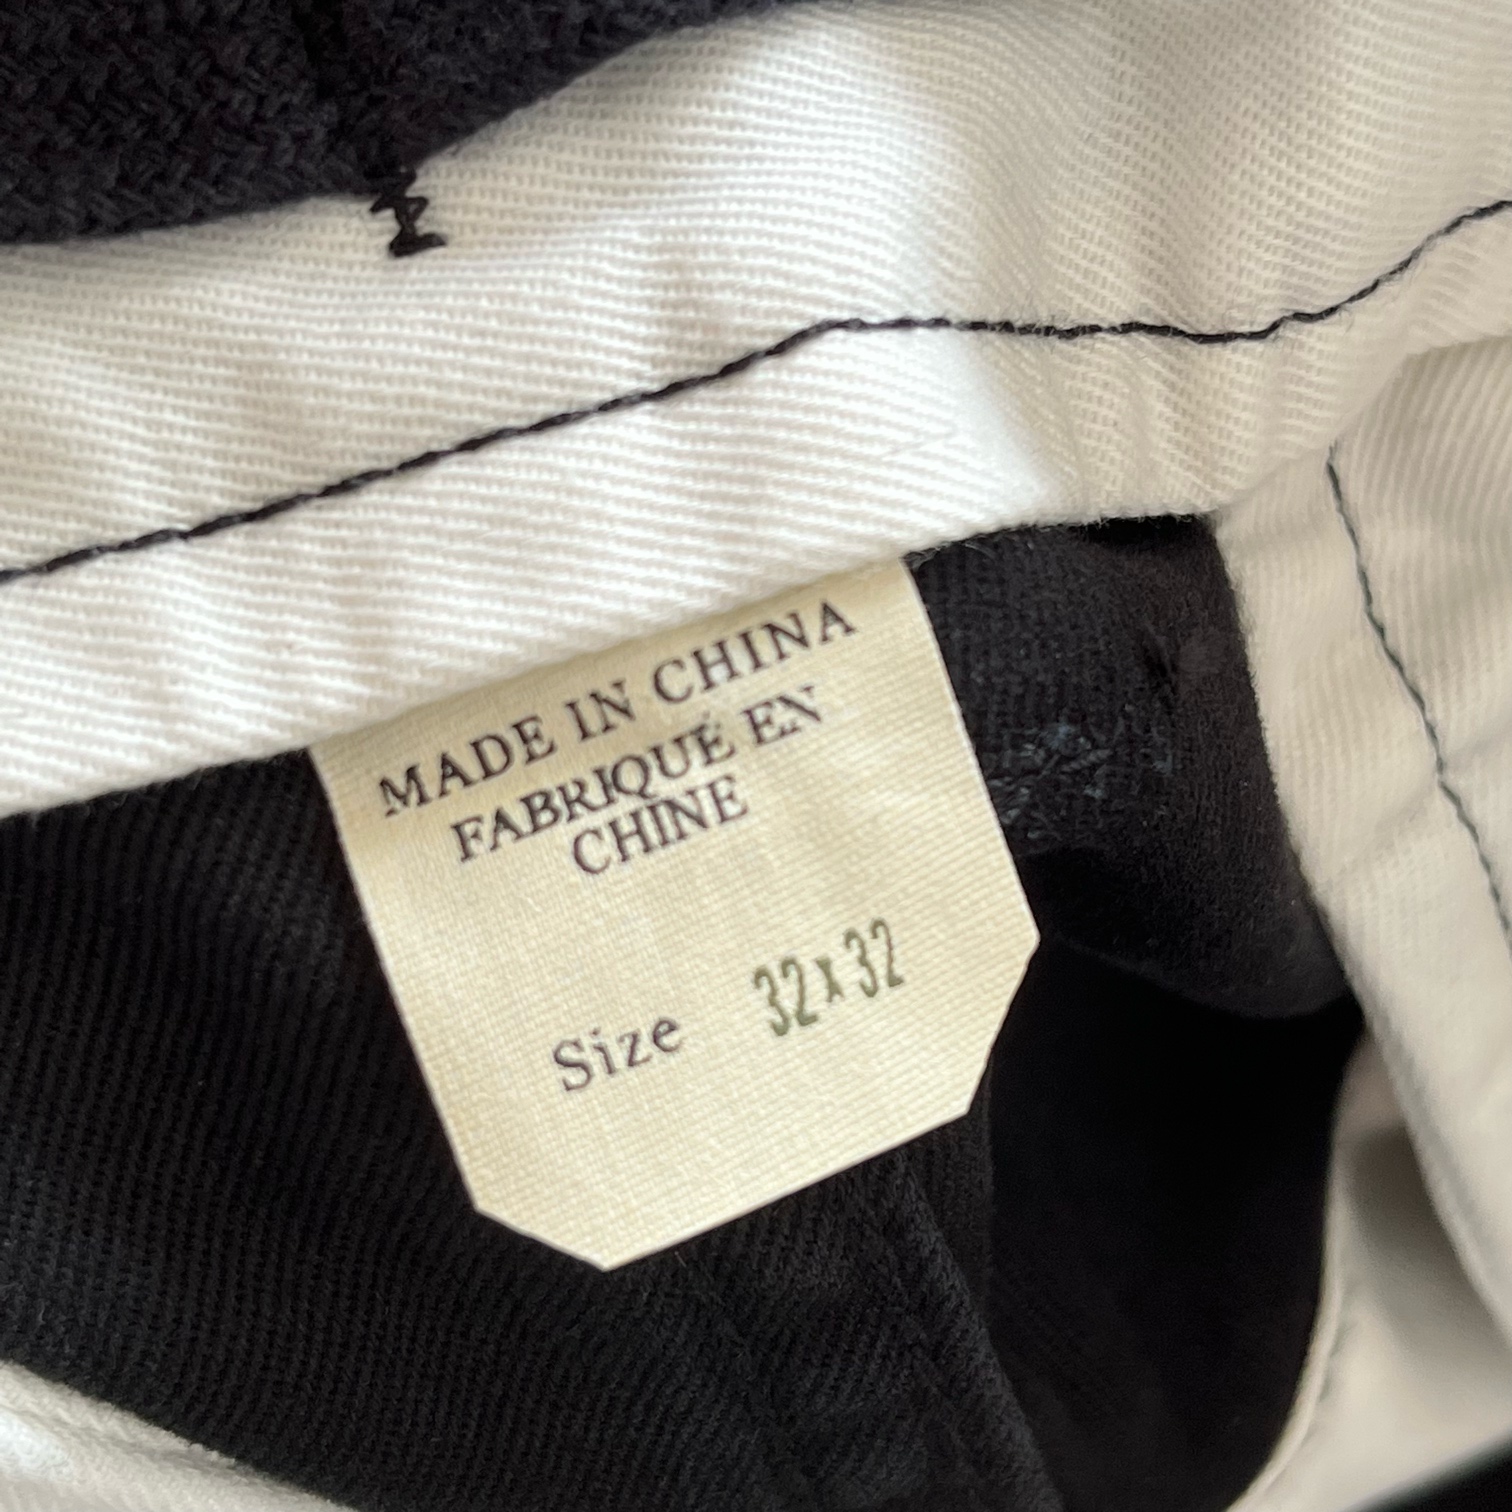 MADE IN CHINA
FABRIQUÉ EN
CHINE
Size 32x32